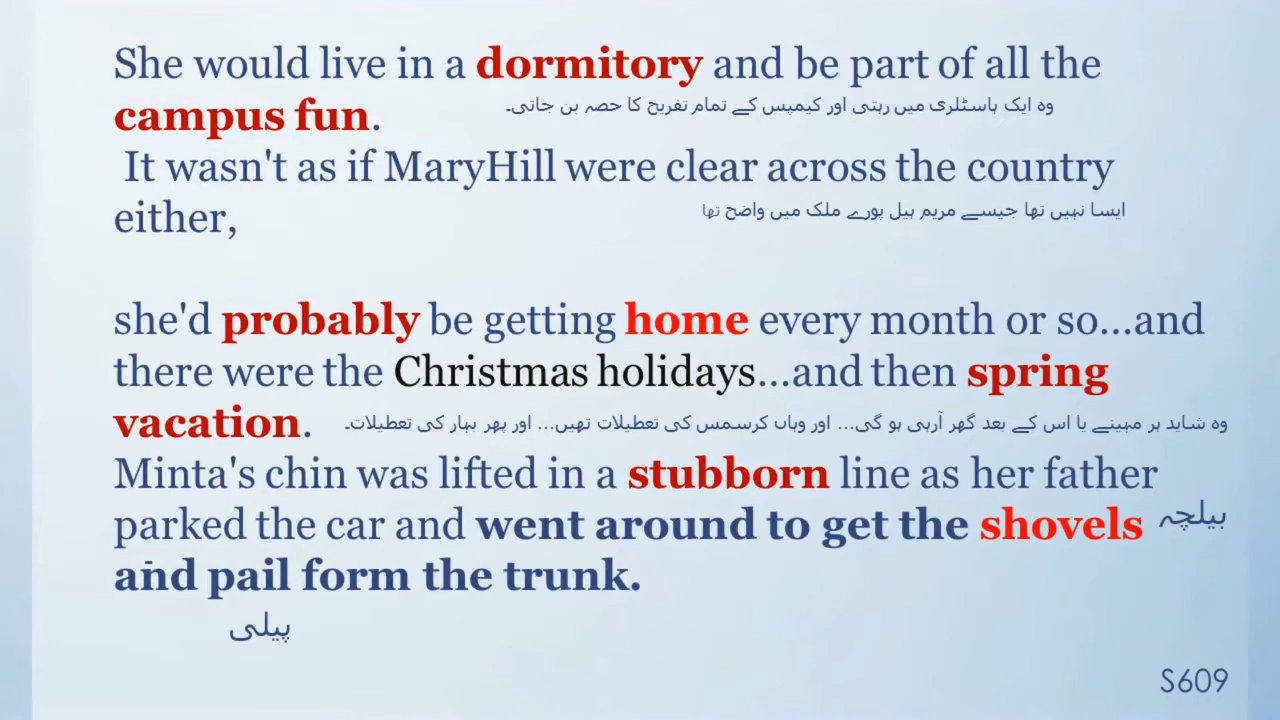 She would live in a dormitory and be part of all the
campus fun.
وہ ایک ہاسٹلری میں رہتی اور کیمپس کے تمام تفریح کا حصہ بن جاتی۔
It wasn't as if MaryHill were clear across the country
either,
ایسا نہیں تھا جیسے مریم ہیل پورے ملک میں واضح تھا
she'd probably be getting home every month or so...and
there were the Christmas holidays...and then spring
vacation.
وہ شاید ہر مہینے یا اس کے بعد گھر آرہی ہو گی... اور وہاں کرسمس کی تعطیلات تھیں... اور پھر بہار کی تعطیلات۔
Minta's chin was lifted in a stubborn line as her father
parked the car and went around to get the shovels
بیلچہ
and pail form the trunk.
پیلی
S609